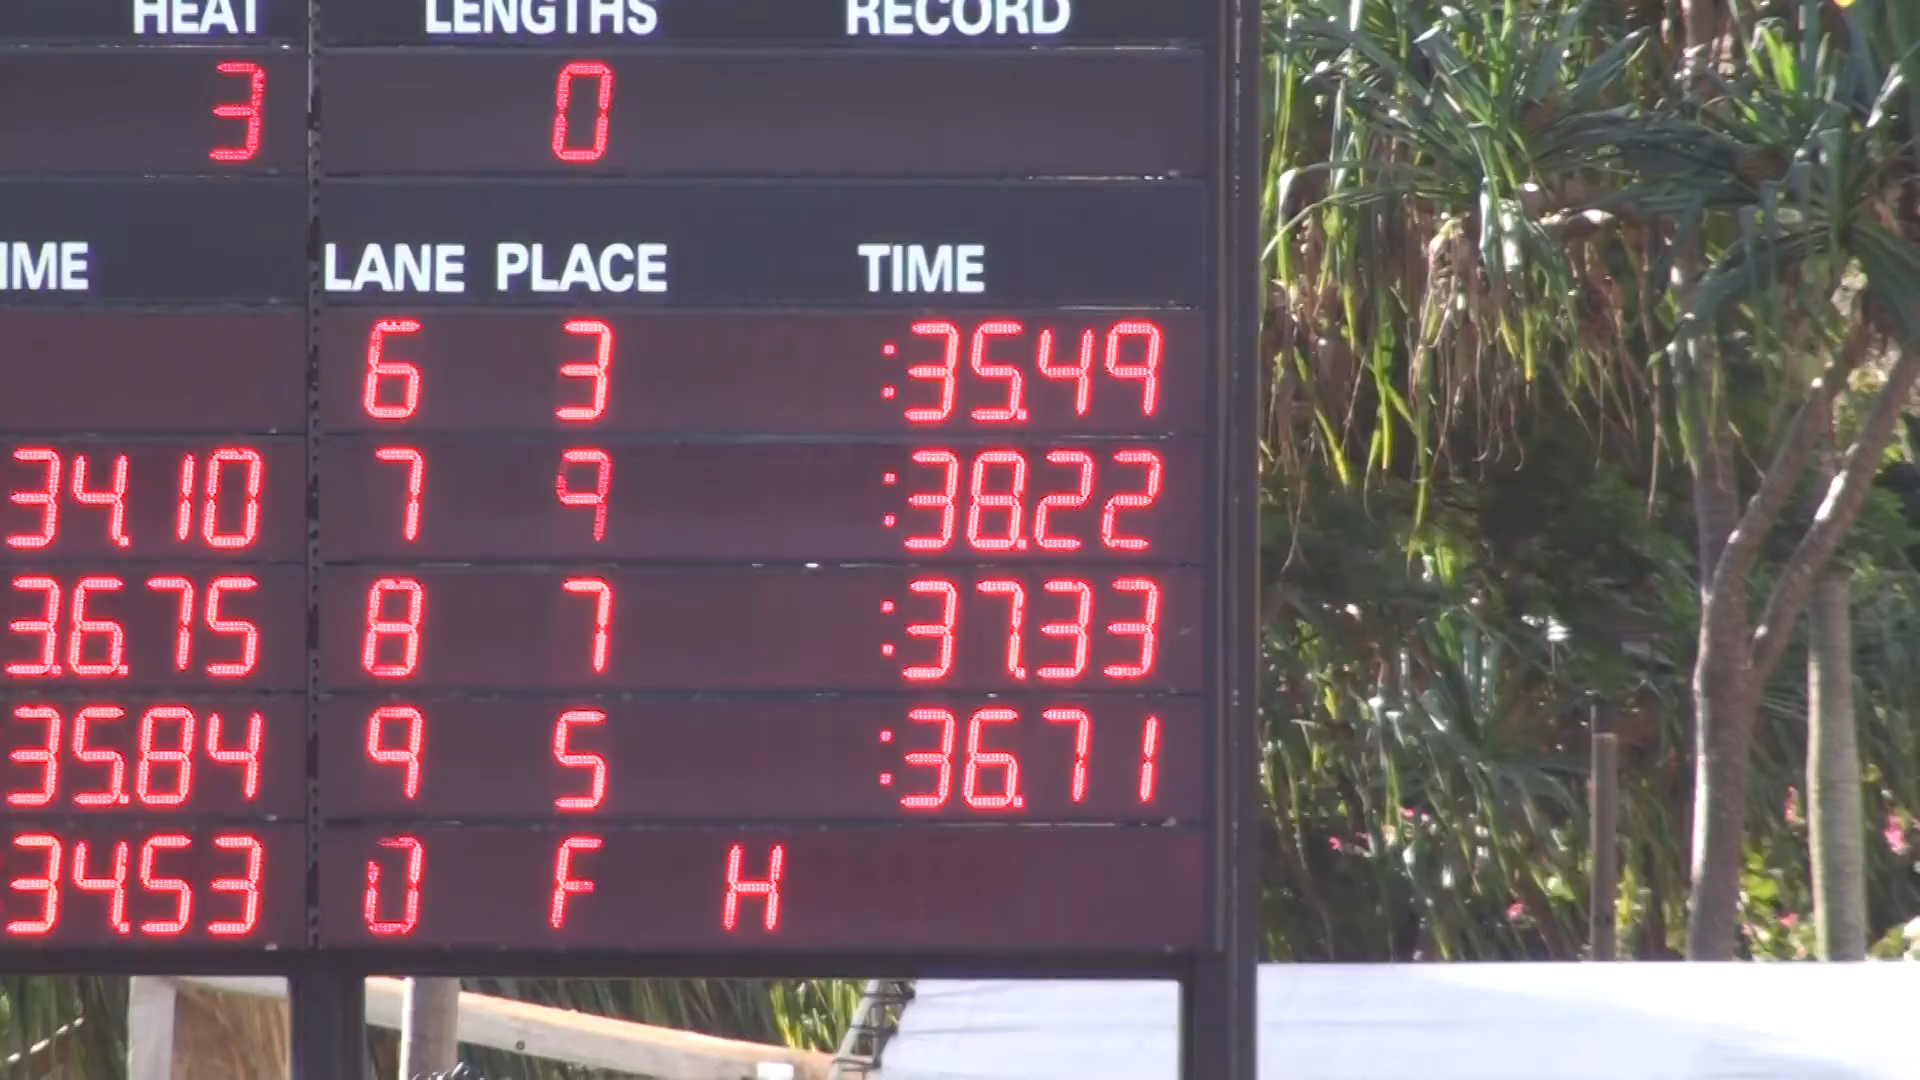 HEAT LENGTHS RECORD
3 0
IME LANE PLACE TIME
6 3 :35.49
34.10 7 9 :38.22
36.75 8 7 :37.33
35.84 9 5 :36.71
34.53 0 F H